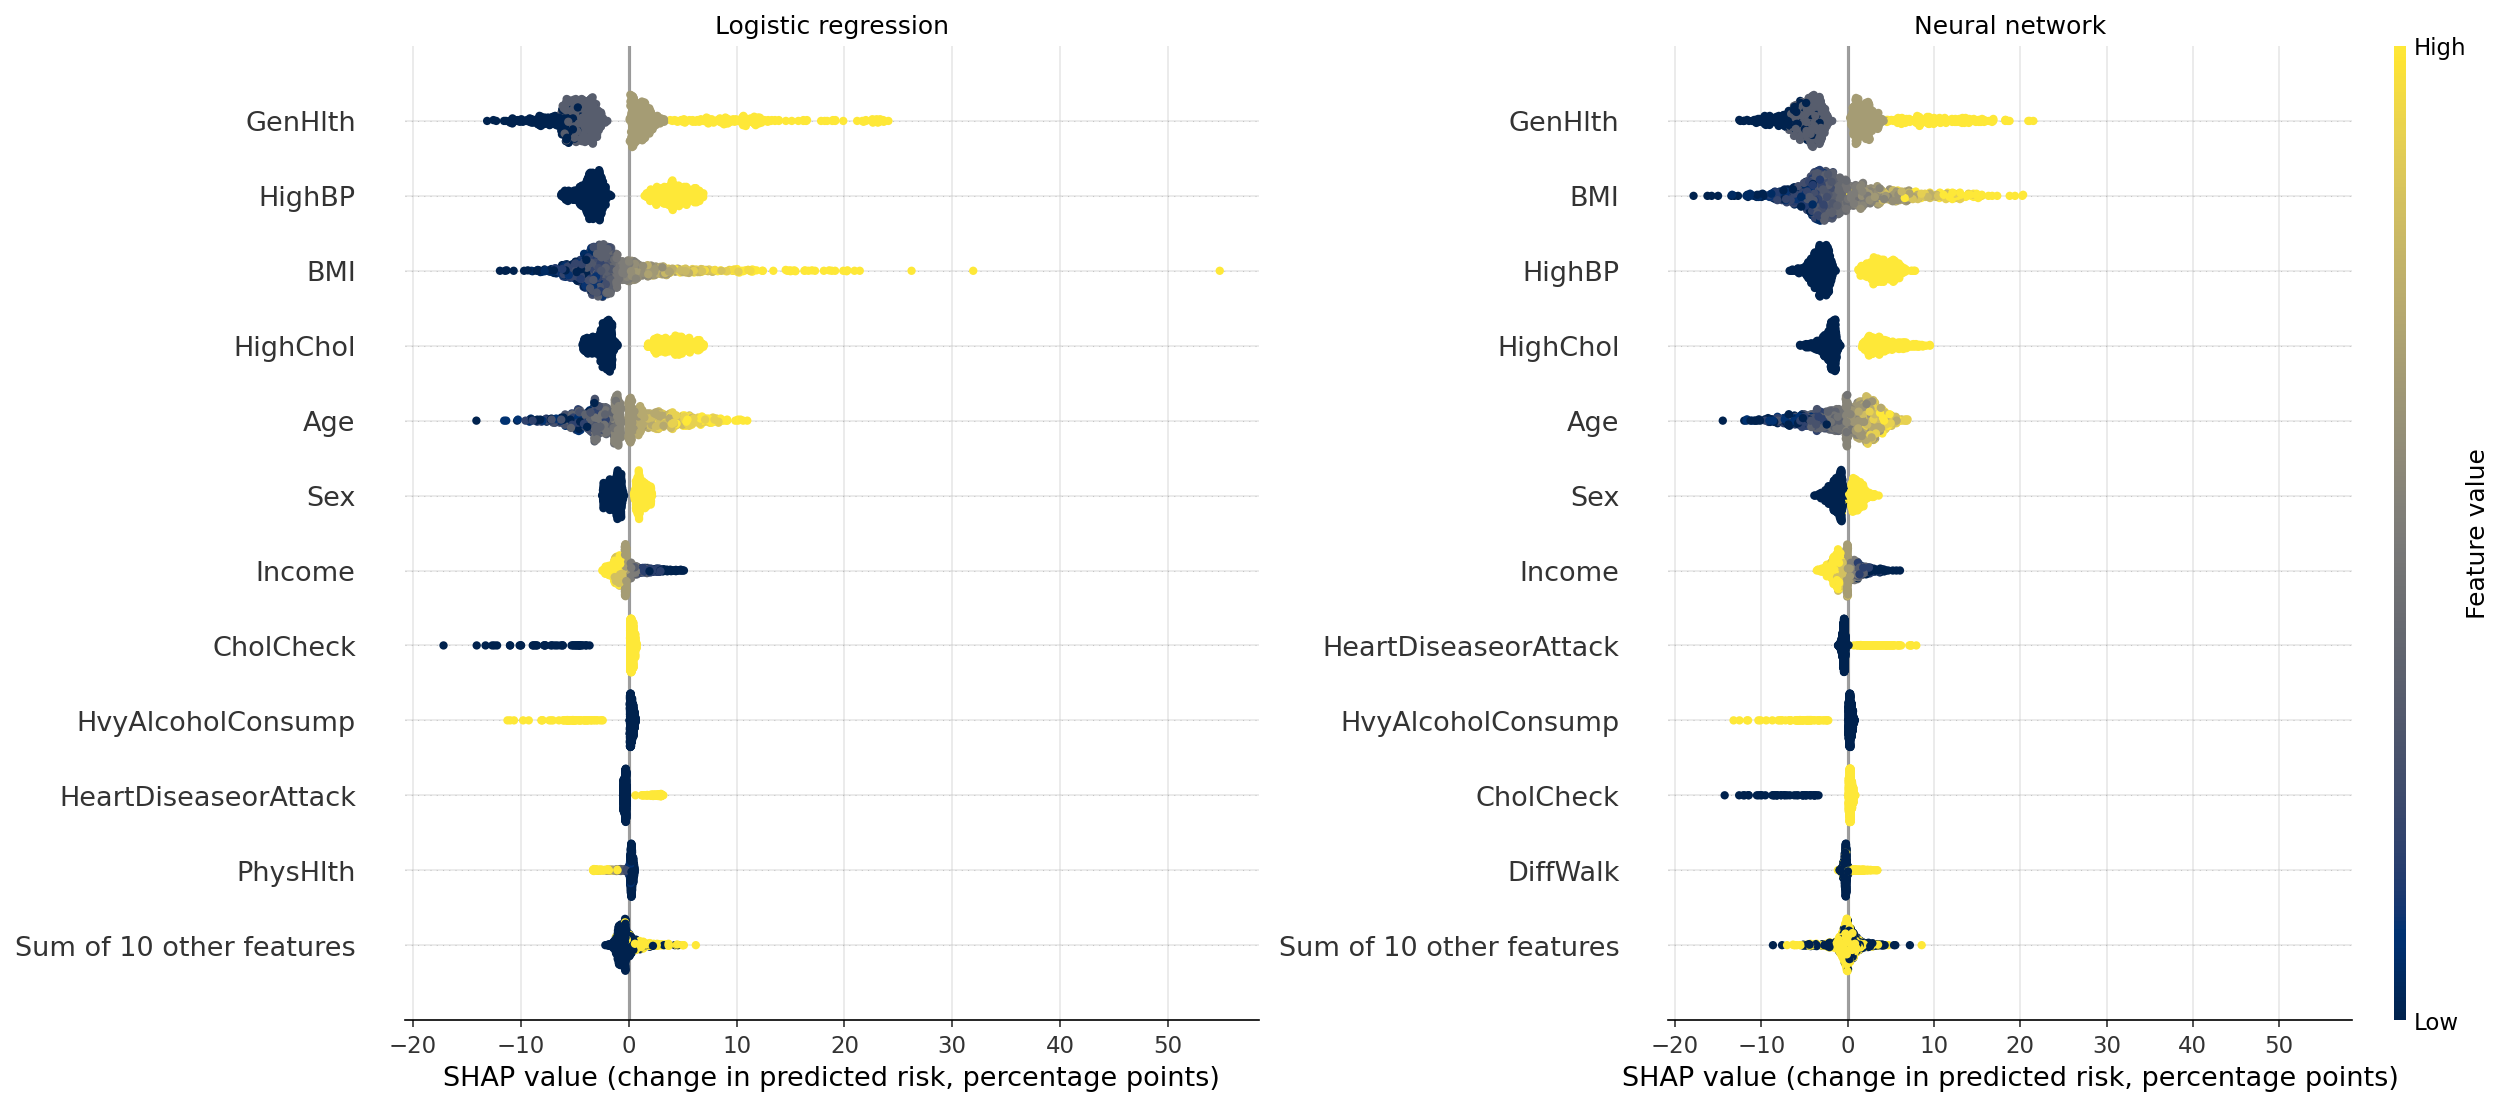 Logistic regression
GenHlth
HighBP
BMI
HighChol
Age
Sex
Income
CholCheck
HvyAlcoholConsump
HeartDiseaseorAttack
PhysHlth
Sum of 10 other features
−20 −10 0 10 20 30 40 50
SHAP value (change in predicted risk, percentage points)
Neural network
GenHlth
BMI
HighBP
HighChol
Age
Sex
Income
HeartDiseaseorAttack
HvyAlcoholConsump
CholCheck
DiffWalk
Sum of 10 other features
−20 −10 0 10 20 30 40 50
SHAP value (change in predicted risk, percentage points)
High
Feature value
Low